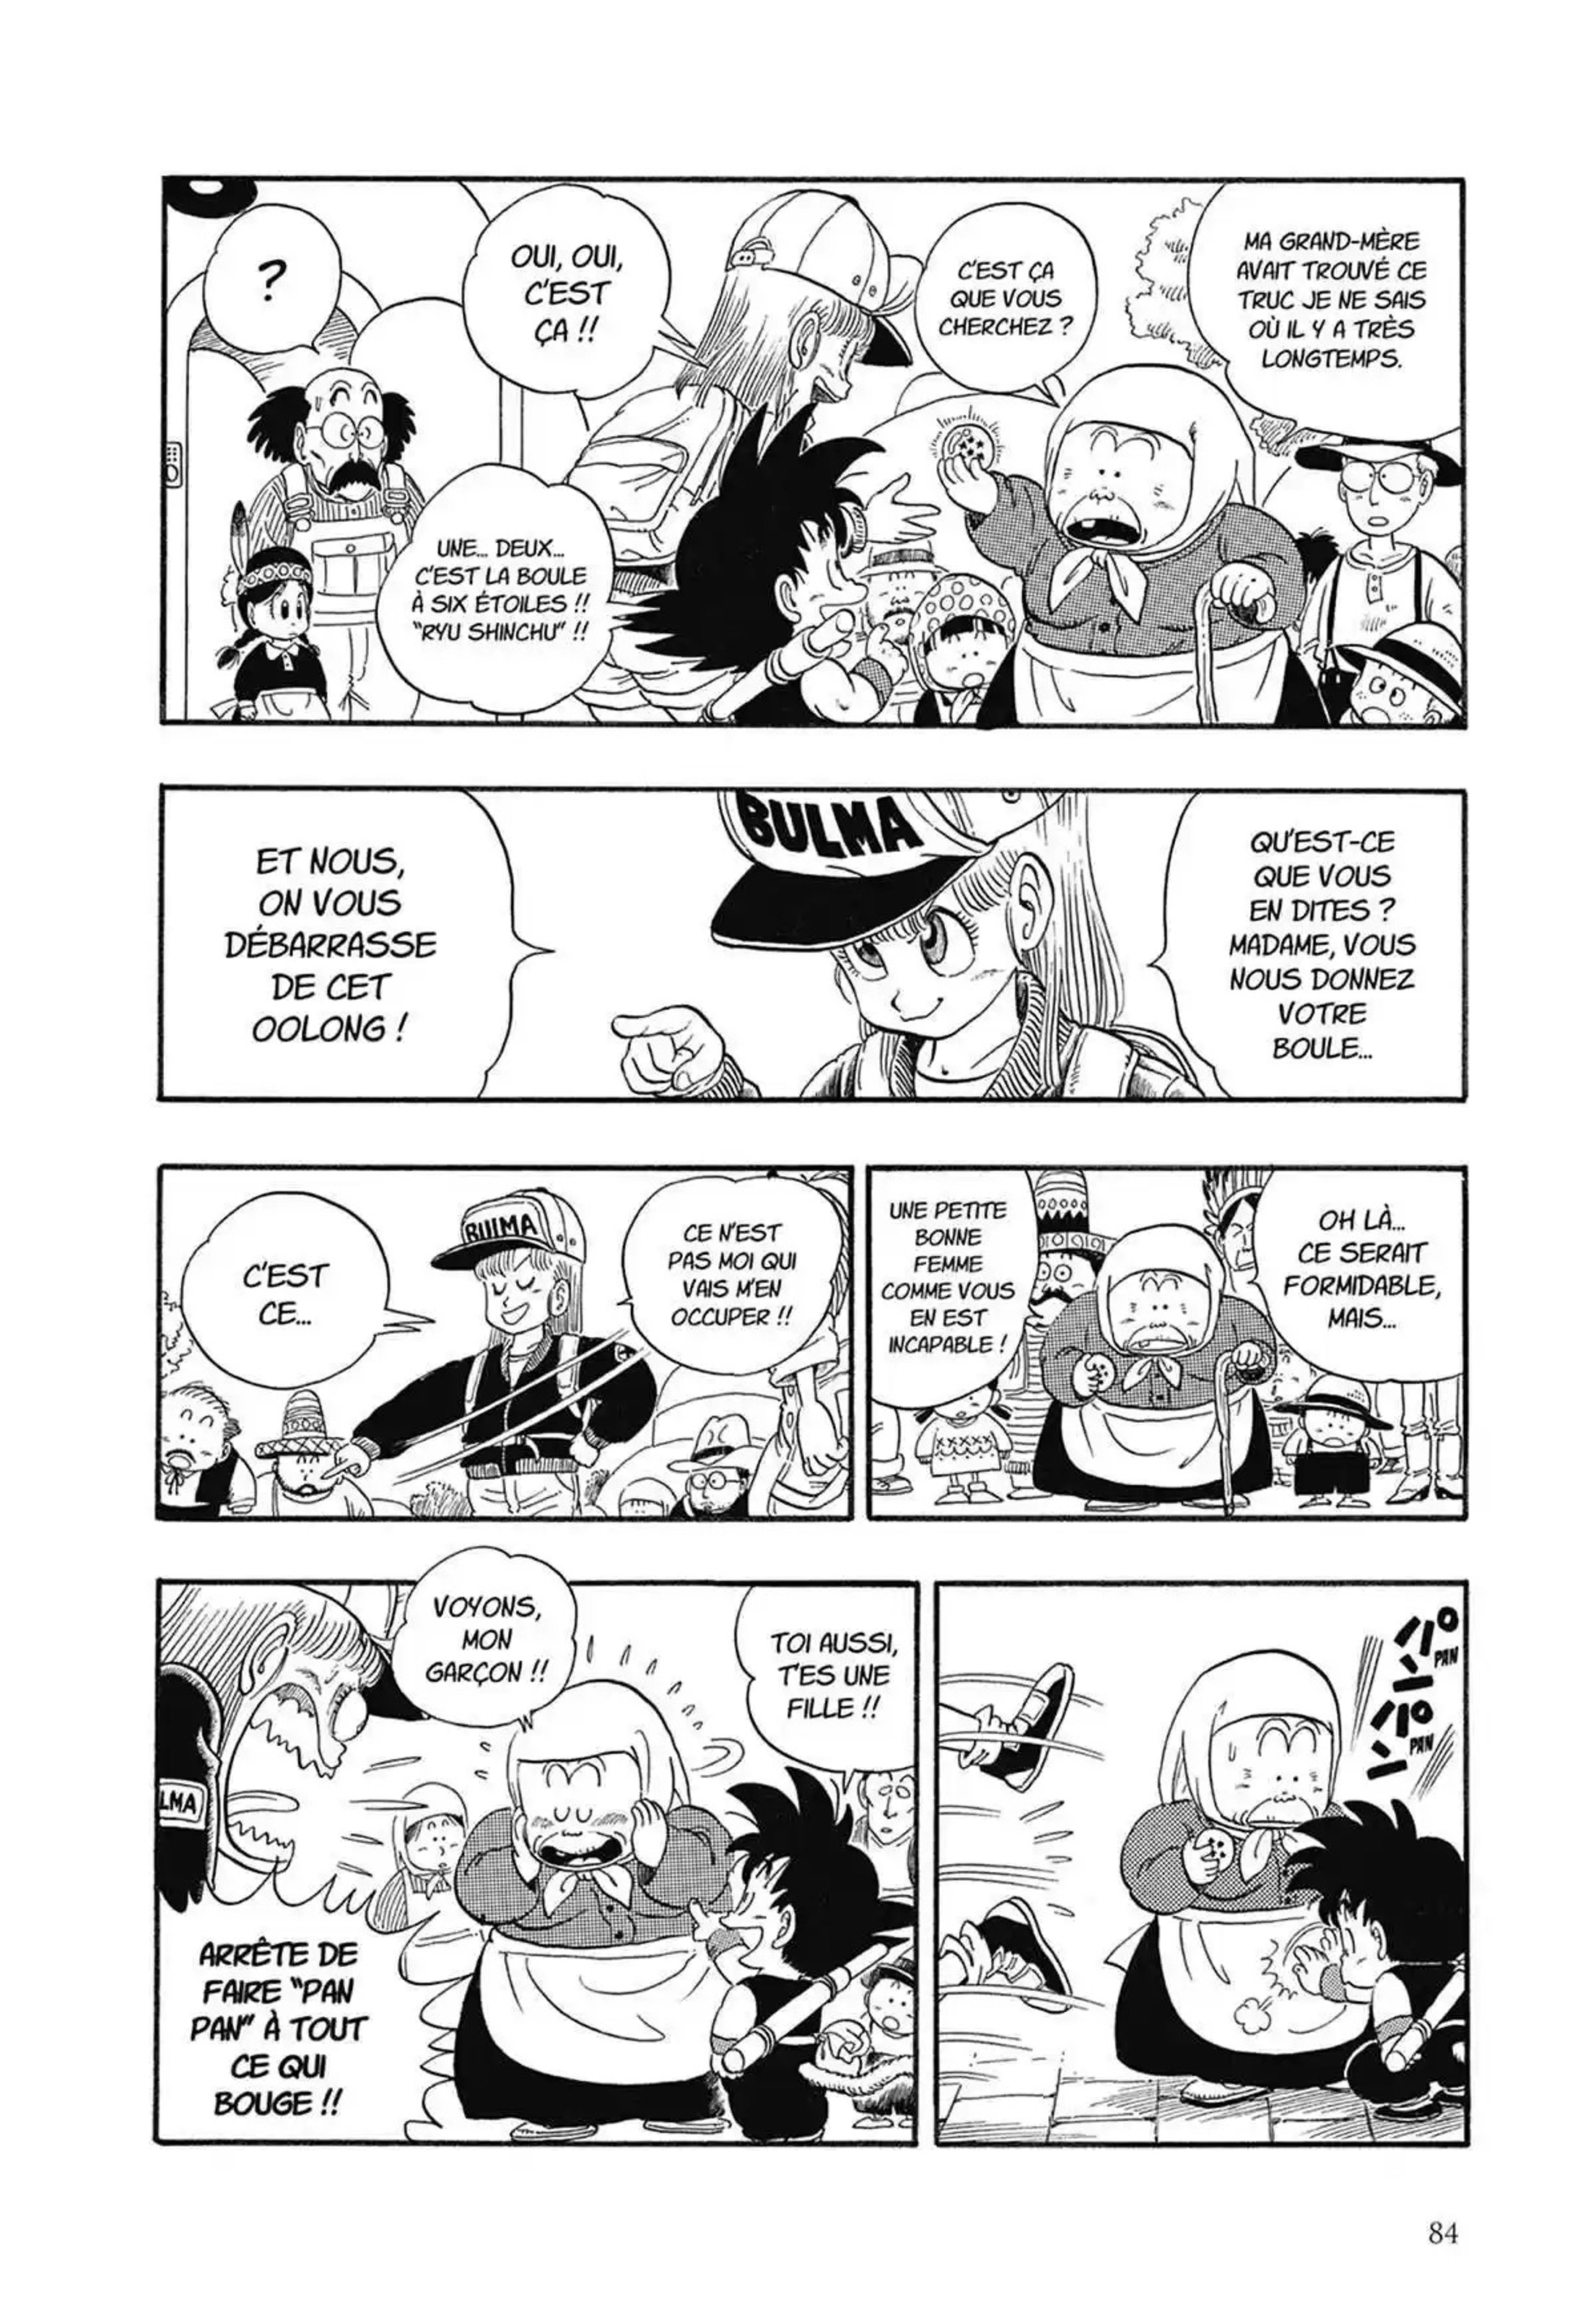 MA GRAND-MÈRE
AVAIT TROUVÉ CE
TRUC JE NE SAIS
OÙ IL Y A TRÈS
LONGTEMPS.
C'EST ÇA
QUE VOUS
CHERCHEZ ?
OUI, OUI,
C'EST
ÇA !!
UNE... DEUX...
C'EST LA BOULE
À SIX ÉTOILES !!
"RYU SHINCHU" !!
?
QU'EST-CE
QUE VOUS
EN DITES ?
MADAME, VOUS
NOUS DONNEZ
VOTRE
BOULE...
BULMA
ET NOUS,
ON VOUS
DÉBARRASSE
DE CET
OOLONG !
OH LÀ...
CE SERAIT
FORMIDABLE,
MAIS...
UNE PETITE
BONNE
FEMME
COMME VOUS
EN EST
INCAPABLE !
CE N'EST
PAS MOI QUI
VAIS M'EN
OCCUPER !!
BULMA
C'EST
CE...
パン
PAN
パン
PAN
TOI AUSSI,
T'ES UNE
FILLE !!
VOYONS,
MON
GARÇON !!
LMA
ARRÊTE DE
FAIRE "PAN
PAN" À TOUT
CE QUI
BOUGE !!
84